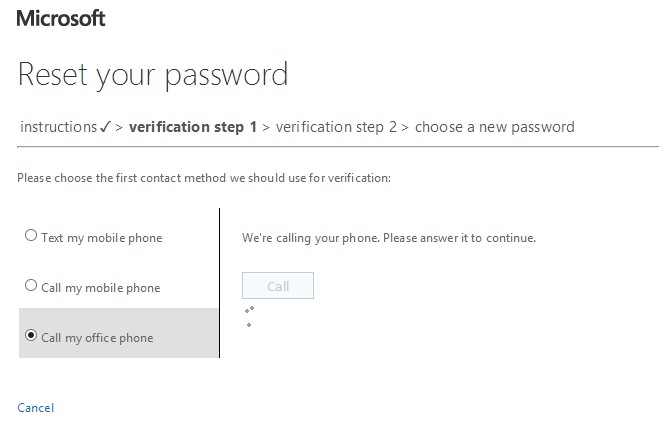 Microsoft
Reset your password
instructions ✓ > verification step 1 > verification step 2 > choose a new password
Please choose the first contact method we should use for verification:
Text my mobile phone
We're calling your phone. Please answer it to continue.
Call my mobile phone
Call
Call my office phone
Cancel